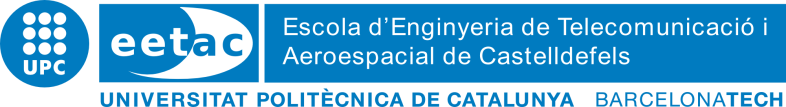 UPC
eetac
Escola d'Enginyeria de Telecomunicació i
Aeroespacial de Castelldefels
UNIVERSITAT POLITÈCNICA DE CATALUNYA BARCELONATECH